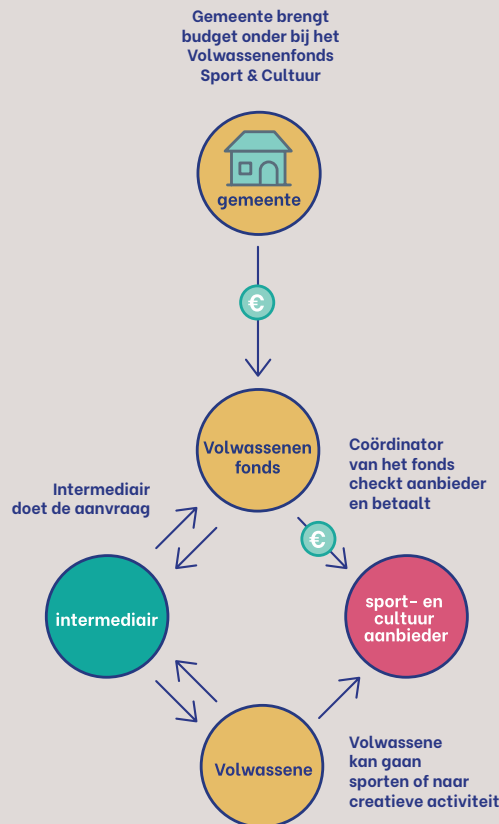 Gemeente brengt
budget onder bij het
Volwassenenfonds
Sport & Cultuur
gemeente
€
Volwassenen
fonds
Coördinator
van het fonds
checkt aanbieder
en betaalt
Intermediair
doet de aanvraag
€
intermediair
sport- en
cultuur
aanbieder
Volwassene
Volwassene
kan gaan
sporten of naar
creatieve activiteit